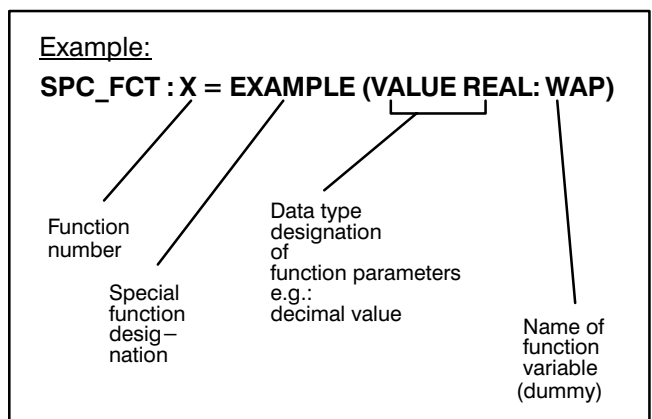 Example:
SPC_FCT : X = EXAMPLE (VALUE REAL: WAP)
Function
number
Special
function
desig–
nation
Data type
designation
of
function parameters
e.g.:
decimal value
Name of
function
variable
(dummy)